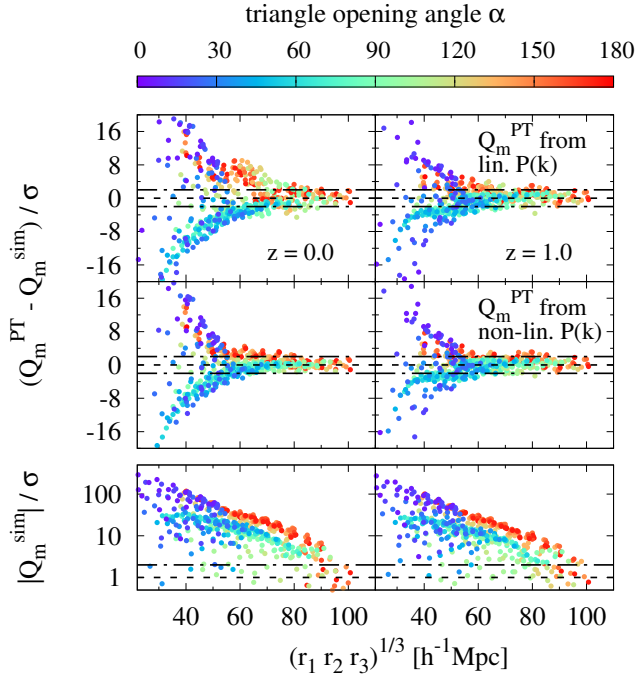 triangle opening angle α
0 30 60 90 120 150 180
(Q_m^PT - Q_m^sim) / σ
16
8
0
-8
-16
Q_m^PT from
lin. P(k)
z = 0.0
z = 1.0
16
8
0
-8
-16
Q_m^PT from
non-lin. P(k)
|Q_m^sim| / σ
100
10
1
40 60 80 100 40 60 80 100
(r_1 r_2 r_3)^1/3 [h^-1Mpc]